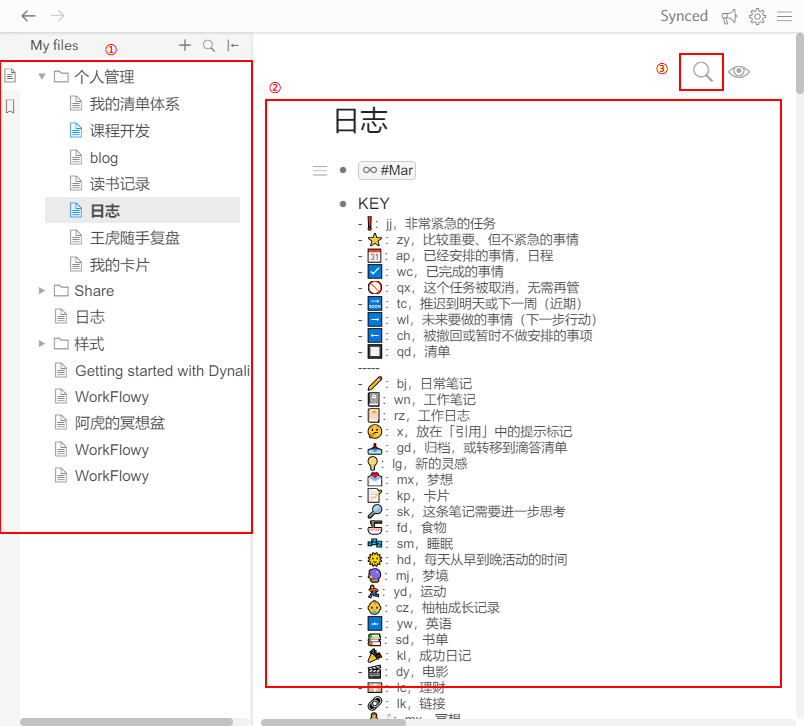 Synced
My files
①
个人管理
我的清单体系
课程开发
blog
读书记录
日志
王虎随手复盘
我的卡片
Share
日志
样式
Getting started with Dynali
WorkFlowy
阿虎的冥想盆
WorkFlowy
WorkFlowy
③
②
日志
#Mar
KEY
- ❗：jj，非常紧急的任务
- ⭐：zy，比较重要、但不紧急的事情
- 📅：ap，已经安排的事情，日程
- ☑：wc，已完成的事情
- 🚫：qx，这个任务被取消，无需再管
- 🔜：tc，推迟到明天或下一周（近期）
- ➡：wl，未来要做的事情（下一步行动）
- ⬅：ch，被撤回或暂时不做安排的事项
- 🔲：qd，清单
-----
- ✏：bj，日常笔记
- 📓：wn，工作笔记
- 📋：rz，工作日志
- 😕：x，放在「引用」中的提示标记
- 📥：gd，归档，或转移到滴答清单
- 💡：lg，新的灵感
- 💌：mx，梦想
- 📝：kp，卡片
- 🔎：sk，这条笔记需要进一步思考
- 🍜：fd，食物
- 🛌：sm，睡眠
- 🌞：hd，每天从早到晚活动的时间
- 🔮：mj，梦境
- 🏃：yd，运动
- 👶：cz，柚柚成长记录
- 🔤：yw，英语
- 📚：sd，书单
- 🎉：kl，成功日记
- 🎬：dy，电影
- 💴：lc，理财
- 🔗：lk，链接
mx，冥想